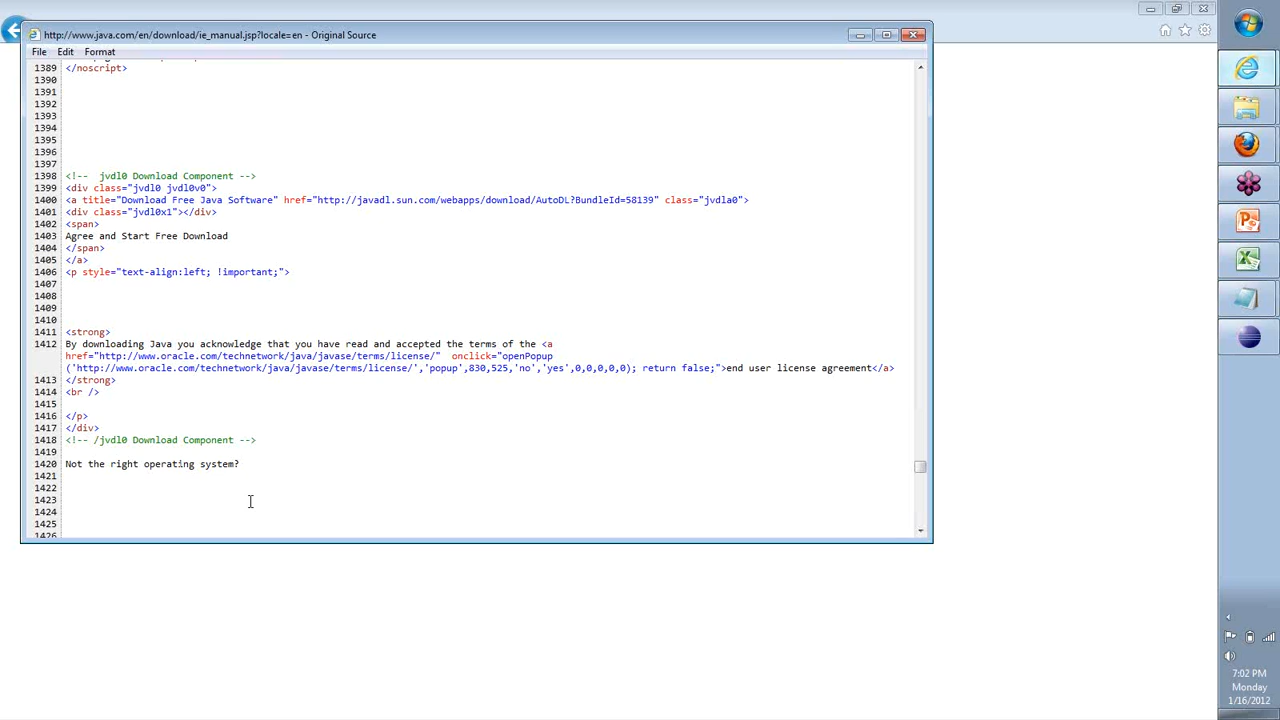 http://www.java.com/en/download/ie_manual.jsp?locale=en - Original Source
File Edit Format
1389 </noscript>
1390
1391
1392
1393
1394
1395
1396
1397
1398 <!--  jvdl0 Download Component -->
1399 <div class="jvdl0 jvdl0v0">
1400 <a title="Download Free Java Software" href="http://javadl.sun.com/webapps/download/AutoDL?BundleId=58139" class="jvdla0">
1401 <div class="jvdl0x1"></div>
1402 <span>
1403 Agree and Start Free Download
1404 </span>
1405 </a>
1406 <p style="text-align:left; !important;">
1407
1408
1409
1410
1411 <strong>
1412 By downloading Java you acknowledge that you have read and accepted the terms of the <a
href="http://www.oracle.com/technetwork/java/javase/terms/license/"  onclick="openPopup
('http://www.oracle.com/technetwork/java/javase/terms/license/','popup',830,525,'no','yes',0,0,0,0,0); return false;">end user license agreement</a>
1413 </strong>
1414 <br />
1415
1416 </p>
1417 </div>
1418 <!-- /jvdl0 Download Component -->
1419
1420 Not the right operating system?
1421
1422
1423
1424
1425
1426
7:02 PM
Monday
1/16/2012